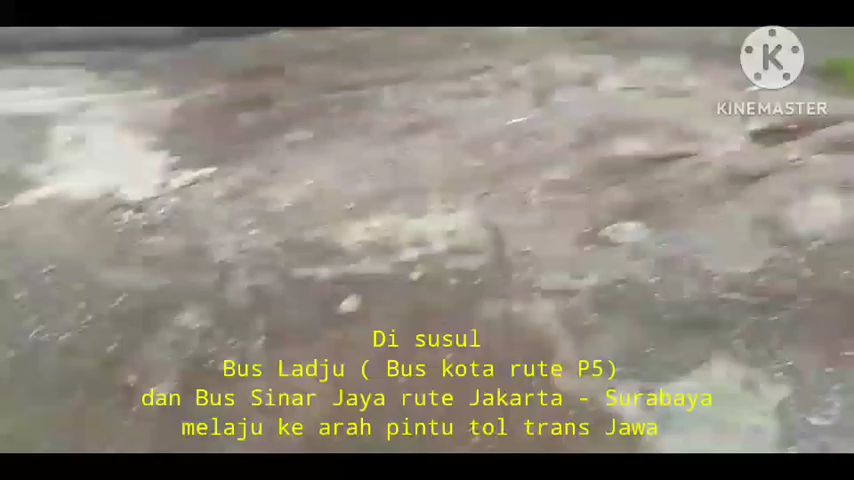 K
KINEMASTER
Di susul
Bus Ladju ( Bus kota rute P5)
dan Bus Sinar Jaya rute Jakarta - Surabaya
melaju ke arah pintu tol trans Jawa